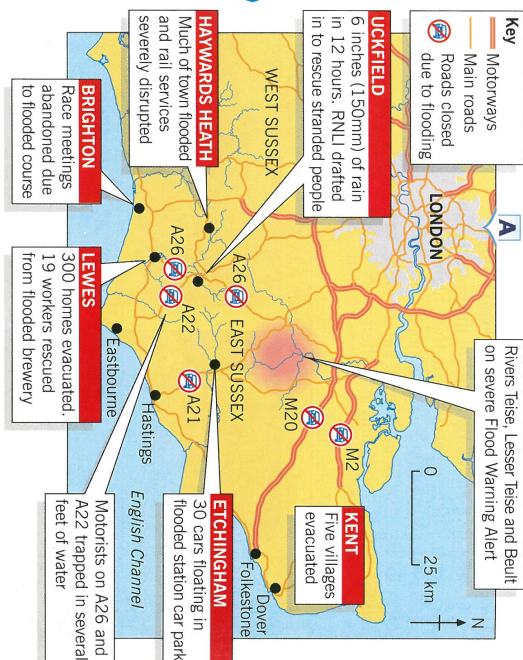 A
Key
Motorways
Main roads
Roads closed
due to flooding
UCKFIELD
6 inches (150mm) of rain
in 12 hours. RNLI drafted
in to rescue stranded people
HAYWARDS HEATH
Much of town flooded
and rail services
severely disrupted
BRIGHTON
Race meetings
abandoned due
to flooded course
LEWES
300 homes evacuated.
19 workers rescued
from flooded brewery
Rivers Teise, Lesser Teise and Beult
on severe Flood Warning Alert
KENT
Five villages
evacuated
ETCHINGHAM
30 cars floating in
flooded station car park
Motorists on A26 and
A22 trapped in several
feet of water
N
0
25 km
LONDON
WEST SUSSEX
EAST SUSSEX
M2
M20
A26
A26
A22
A21
Eastbourne
Hastings
Dover
Folkestone
English Channel